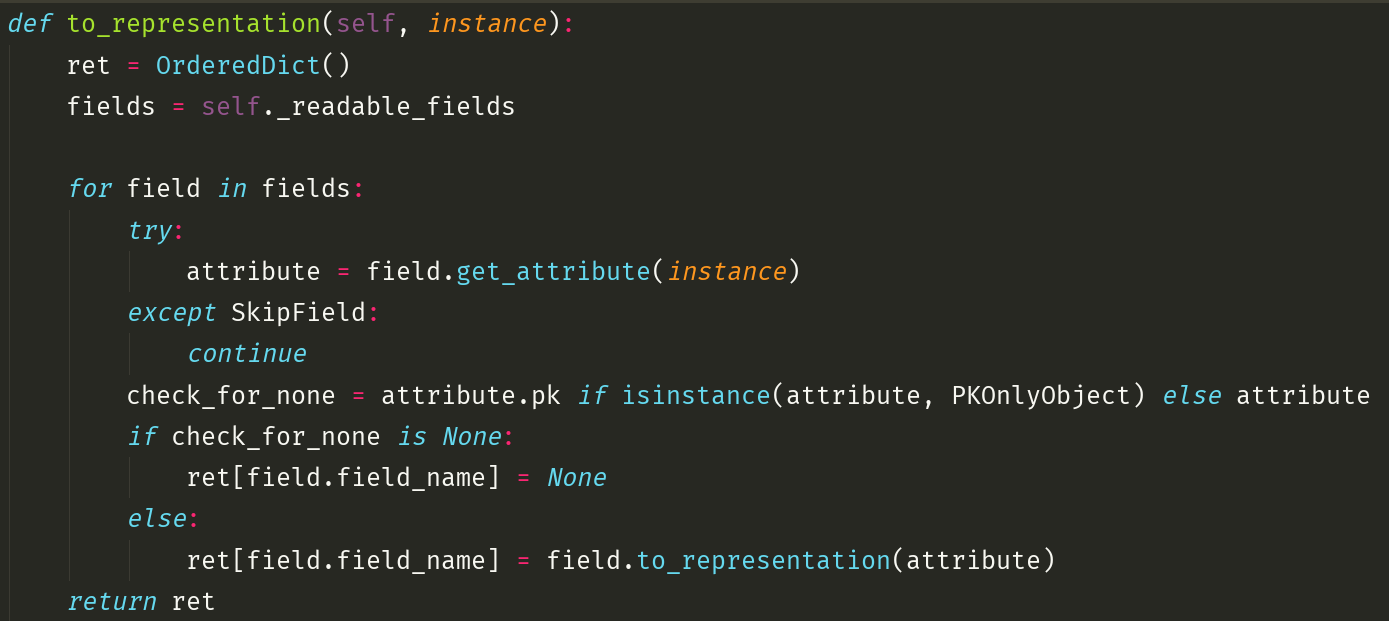 def to_representation(self, instance):
    ret = OrderedDict()
    fields = self._readable_fields

    for field in fields:
        try:
            attribute = field.get_attribute(instance)
        except SkipField:
            continue
        check_for_none = attribute.pk if isinstance(attribute, PKOnlyObject) else attribute
        if check_for_none is None:
            ret[field.field_name] = None
        else:
            ret[field.field_name] = field.to_representation(attribute)
    return ret